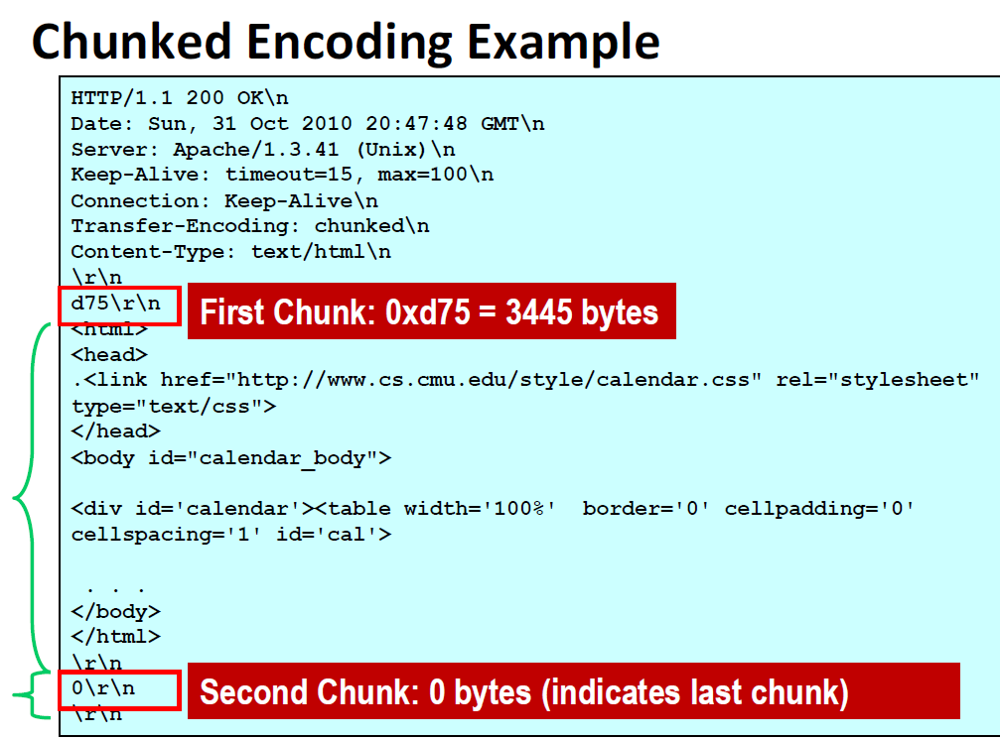 Chunked Encoding Example
HTTP/1.1 200 OK\n
Date: Sun, 31 Oct 2010 20:47:48 GMT\n
Server: Apache/1.3.41 (Unix)\n
Keep-Alive: timeout=15, max=100\n
Connection: Keep-Alive\n
Transfer-Encoding: chunked\n
Content-Type: text/html\n
\r\n
d75\r\n
First Chunk: 0xd75 = 3445 bytes
<html>
<head>
.<link href="http://www.cs.cmu.edu/style/calendar.css" rel="stylesheet"
type="text/css">
</head>
<body id="calendar_body">
<div id='calendar'><table width='100%'  border='0' cellpadding='0'
cellspacing='1' id='cal'>
. . .
</body>
</html>
\r\n
0\r\n
Second Chunk: 0 bytes (indicates last chunk)
\r\n